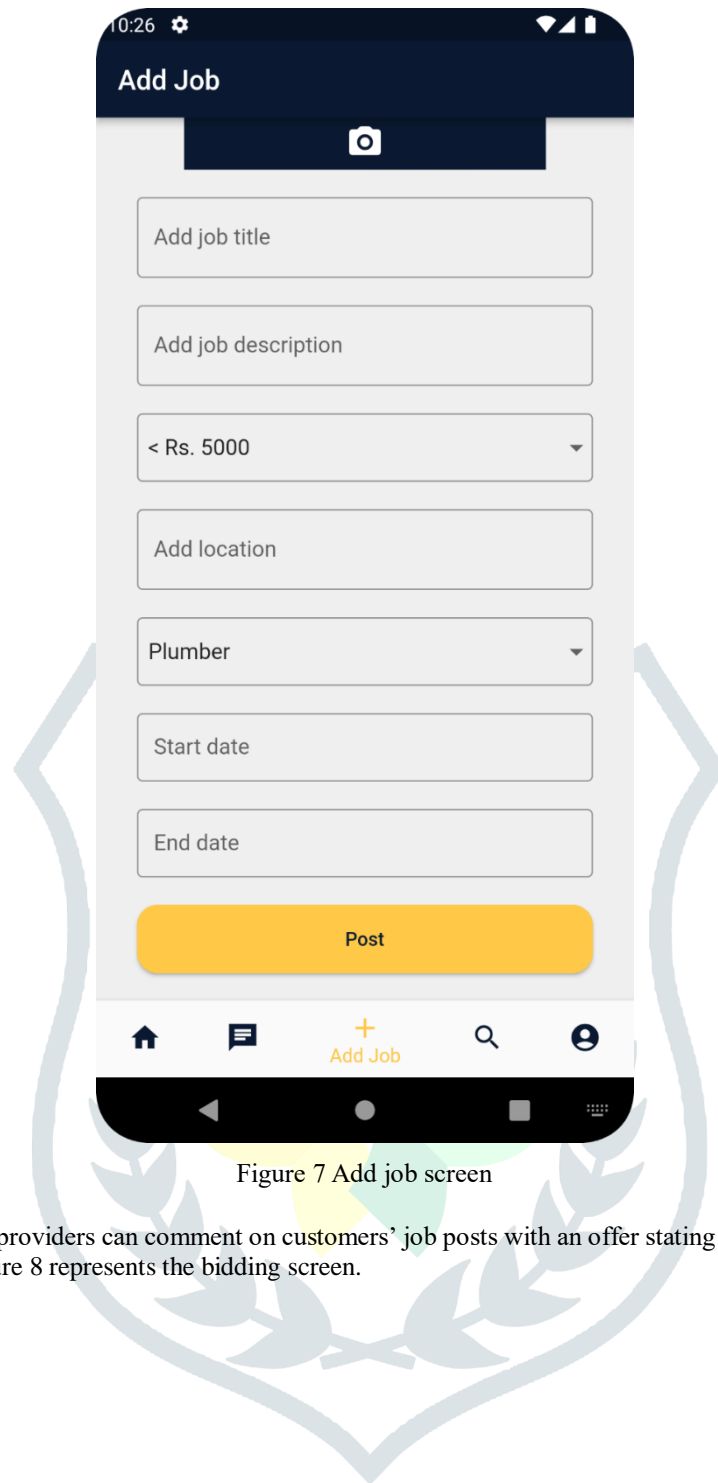 10:26
Add Job
Add job title
Add job description
< Rs. 5000
Add location
Plumber
Start date
End date
Post
Add Job
Figure 7 Add job screen
providers can comment on customers’ job posts with an offer stating
re 8 represents the bidding screen.